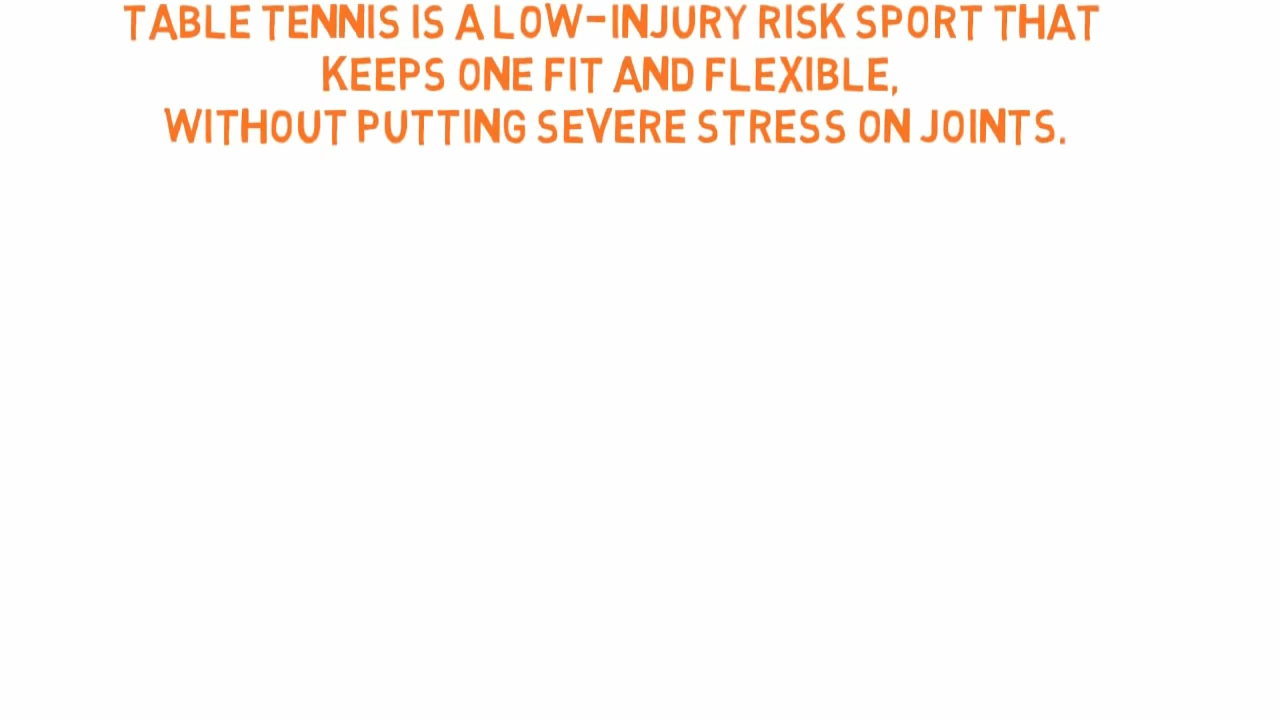 TABLE TENNIS IS A LOW-INJURY RISK SPORT THAT
KEEPS ONE FIT AND FLEXIBLE,
WITHOUT PUTTING SEVERE STRESS ON JOINTS.